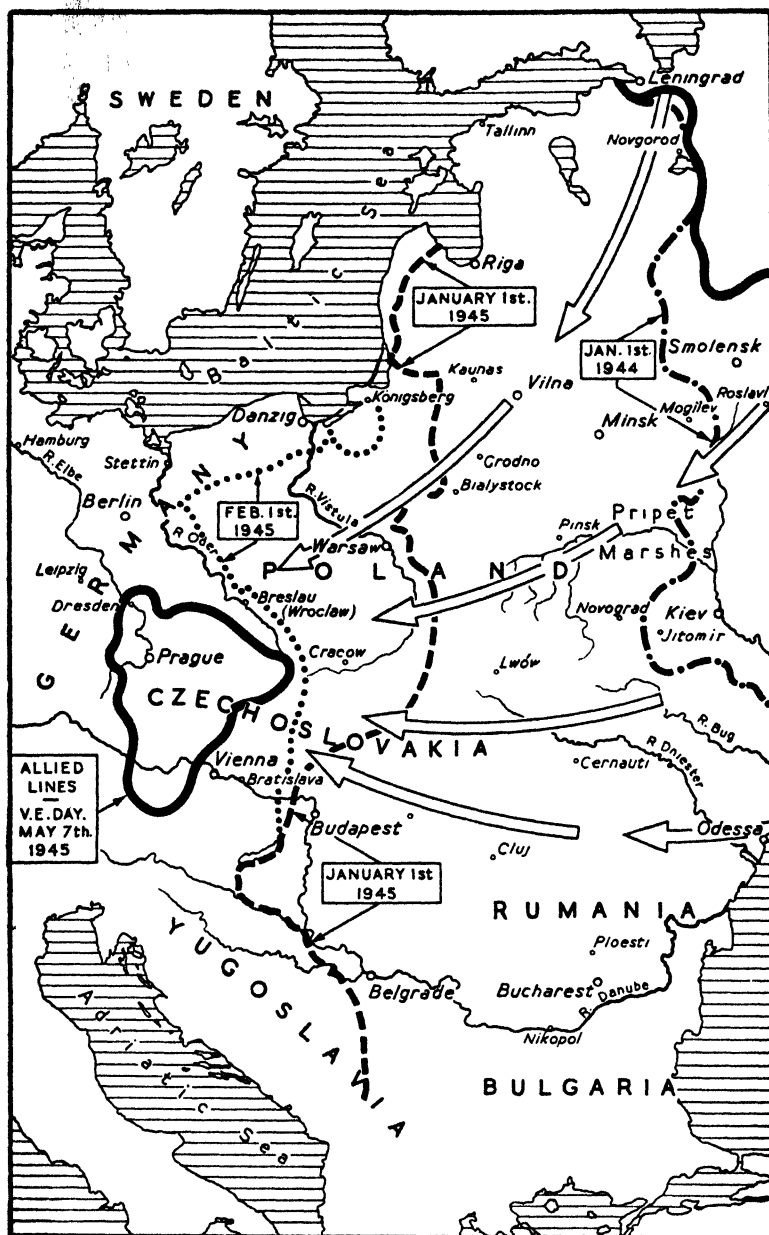 Leningrad
SWEDEN
Tallinn
Novgorod
Baltic Sea
Riga
JANUARY 1st.
1945
JAN. 1st.
1944
Smolensk
Kaunas
Vilna
Königsberg
Roslavl
Mogilev
Minsk
Danzig
Hamburg
R. Elbe
Stettin
Grodno
Bialystock
R. Vistula
Berlin
FEB. 1st.
1945
Pripet
Marshes
Pinsk
R. Oder
Warsaw
POLAND
Leipzig
Dresden
Breslau
(Wroclaw)
Novograd
Kiev
Jitomir
GERMANY
Prague
Cracow
Lwów
CZECHOSLOVAKIA
R. Bug
R. Dniester
Vienna
Bratislava
Cernauti
ALLIED
LINES
—
V.E. DAY.
MAY 7th.
1945
Budapest
Odessa
Cluj
JANUARY 1st
1945
RUMANIA
YUGOSLAVIA
Ploesti
Belgrade
Bucharest
R. Danube
Nikopol
Adriatic Sea
BULGARIA